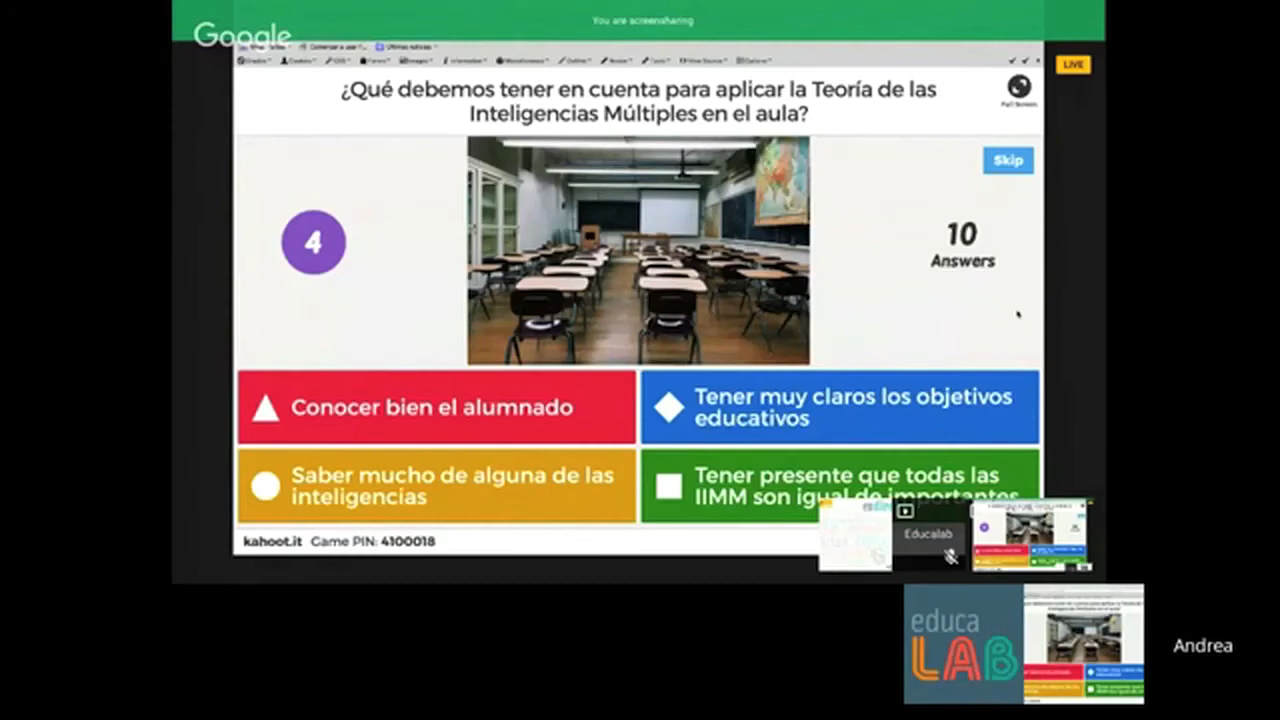 You are screensharing
Google
LIVE
¿Qué debemos tener en cuenta para aplicar la Teoría de las
Inteligencias Múltiples en el aula?
Full Screen
Skip
4
10
Answers
Conocer bien el alumnado
Tener muy claros los objetivos
educativos
Saber mucho de alguna de las
inteligencias
Tener presente que todas las
IIMM son igual de importantes
kahoot.it Game PIN: 4100018
Educalab
educa
LAB
Andrea